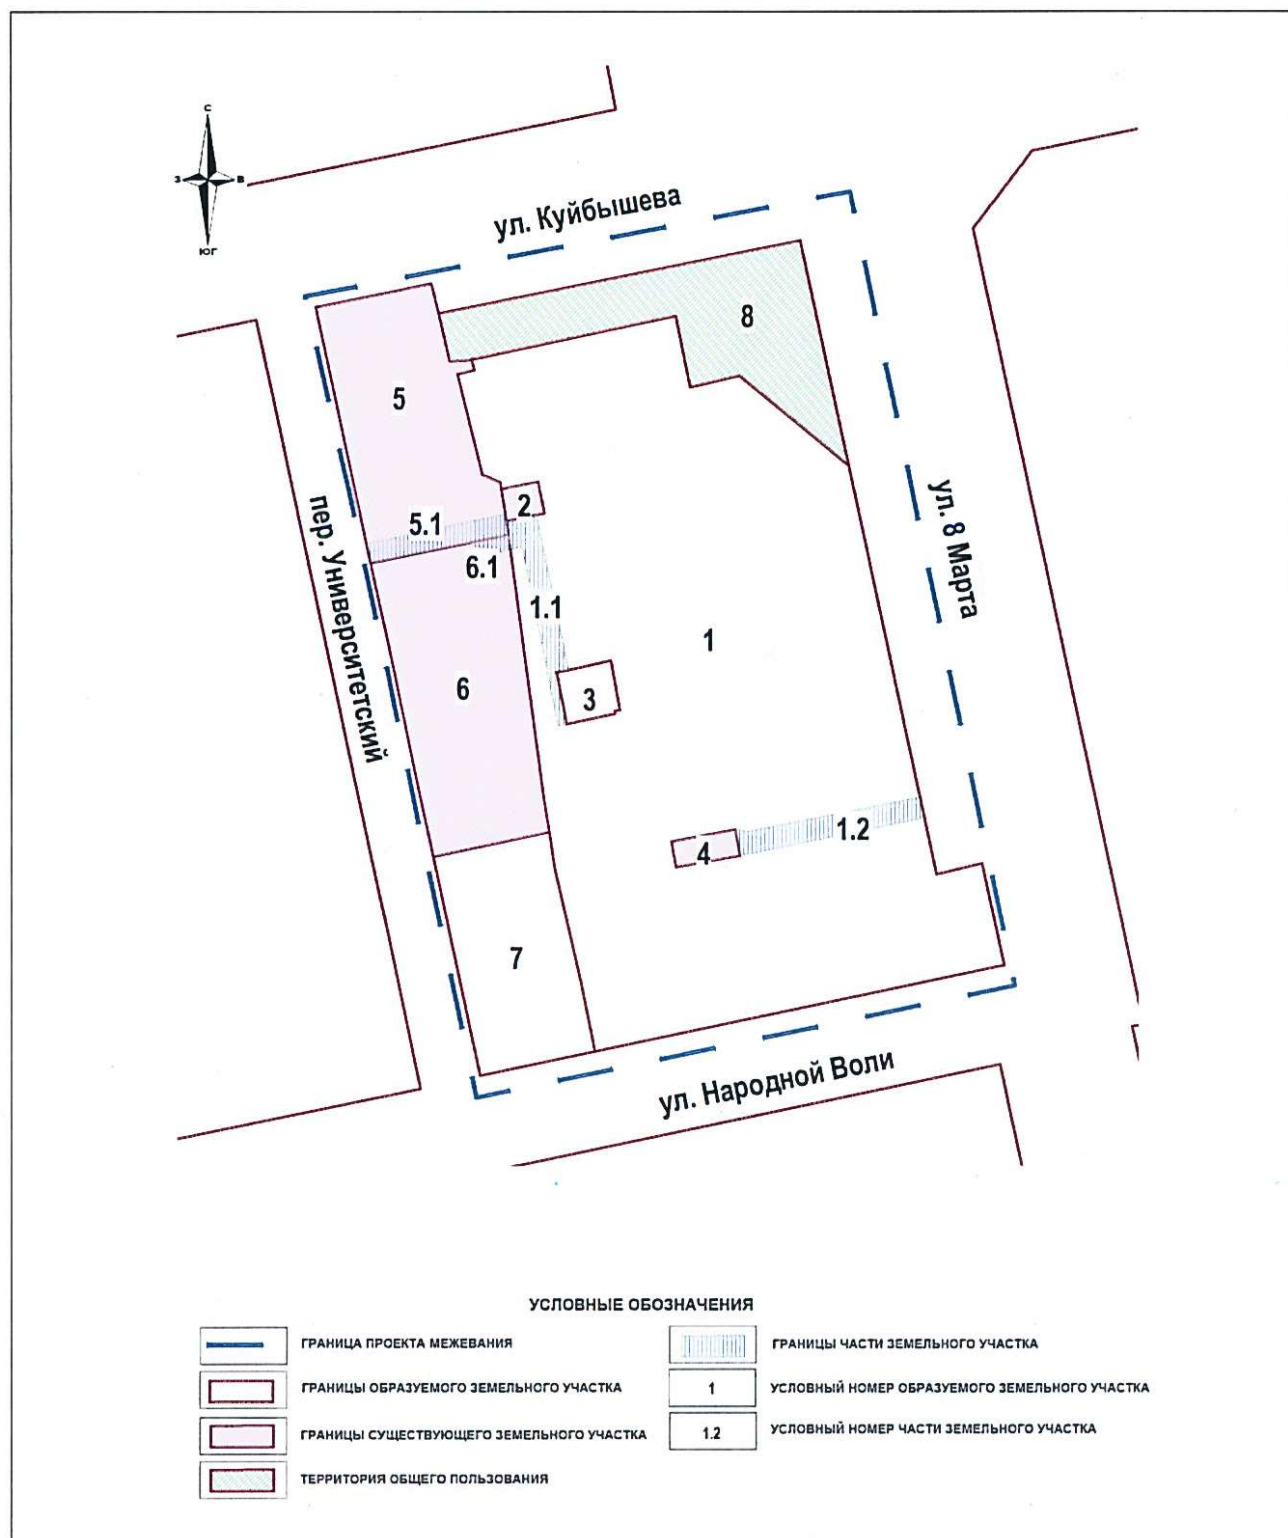 С
З
В
ЮГ
ул. Куйбышева
8
5
2
5.1
6.1
1.1
1
ул. 8 Марта
пер. Университетский
6
3
1.2
4
7
ул. Народной Воли
УСЛОВНЫЕ ОБОЗНАЧЕНИЯ
ГРАНИЦА ПРОЕКТА МЕЖЕВАНИЯ
ГРАНИЦЫ ОБРАЗУЕМОГО ЗЕМЕЛЬНОГО УЧАСТКА
ГРАНИЦЫ СУЩЕСТВУЮЩЕГО ЗЕМЕЛЬНОГО УЧАСТКА
ТЕРРИТОРИЯ ОБЩЕГО ПОЛЬЗОВАНИЯ
ГРАНИЦЫ ЧАСТИ ЗЕМЕЛЬНОГО УЧАСТКА
1 УСЛОВНЫЙ НОМЕР ОБРАЗУЕМОГО ЗЕМЕЛЬНОГО УЧАСТКА
1.2 УСЛОВНЫЙ НОМЕР ЧАСТИ ЗЕМЕЛЬНОГО УЧАСТКА